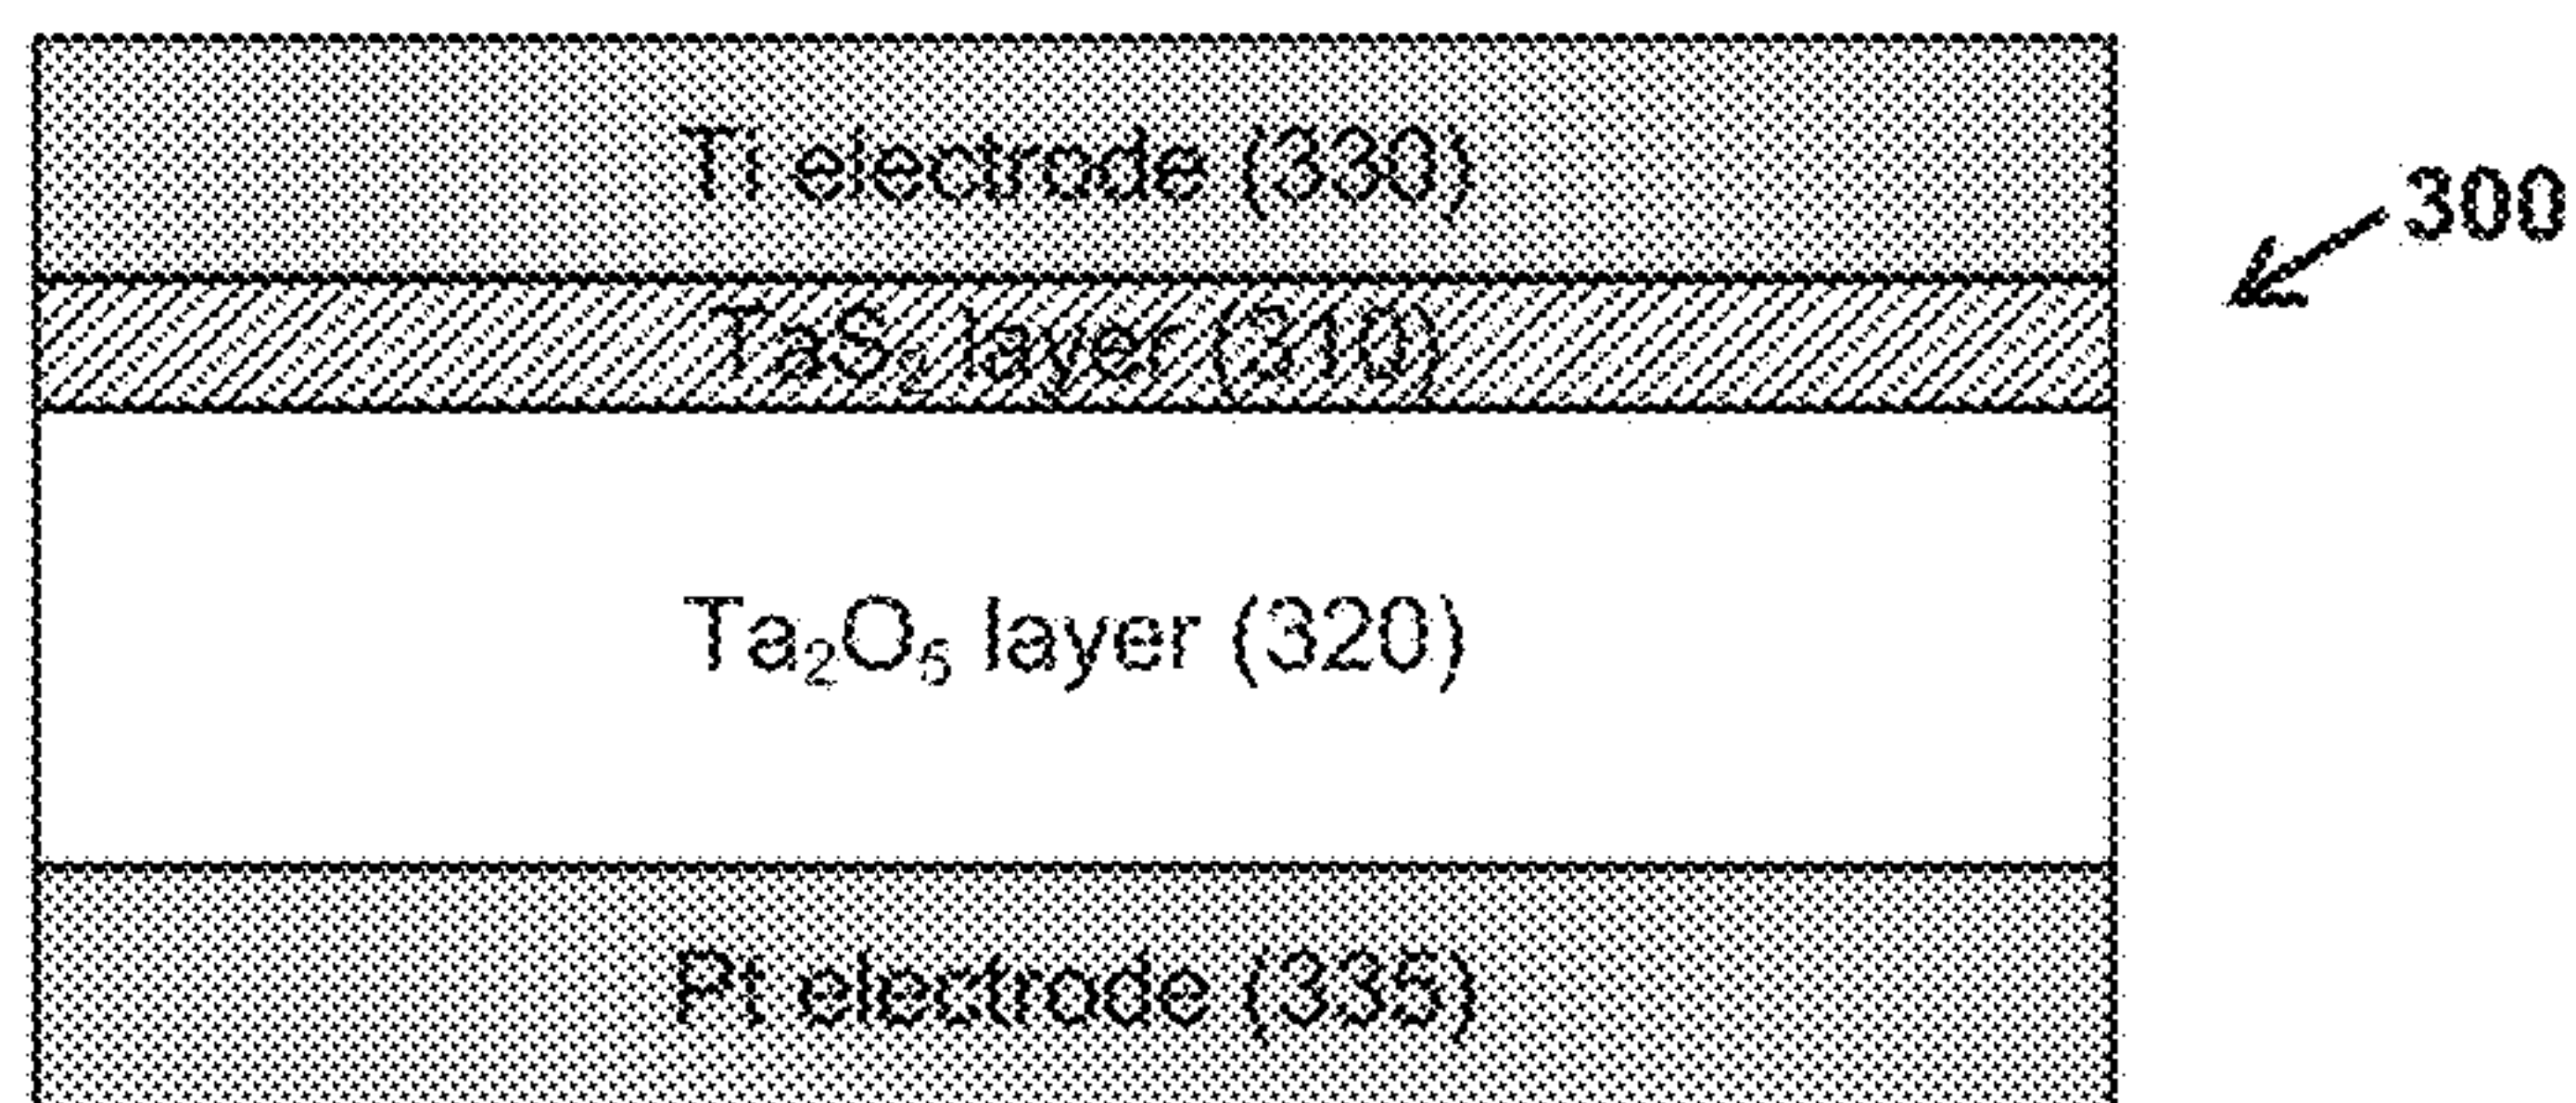 Ti electrode (330)
300
TaS₂ layer (310)
Ta₂O₅ layer (320)
Pt electrode (335)